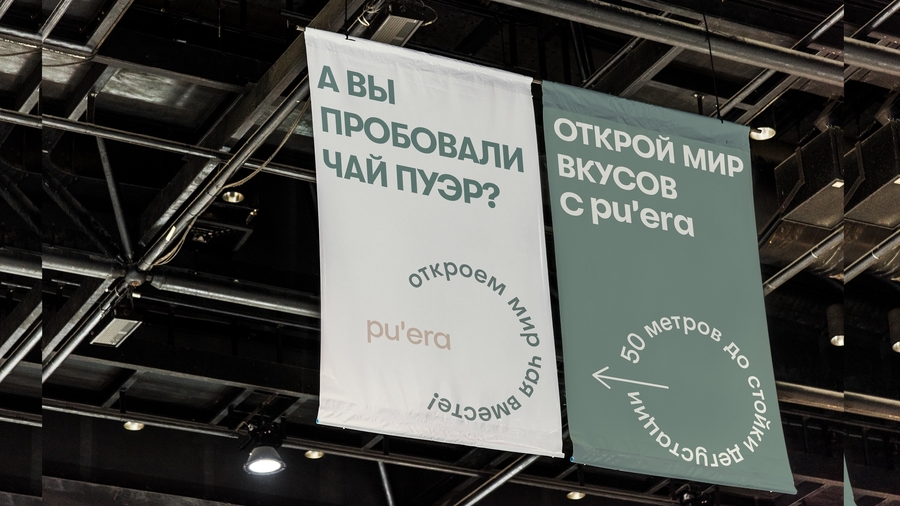 А ВЫ
ПРОБОВАЛИ
ЧАЙ ПУЭР?
откроем мир чая вместе!
pu'era
ОТКРОЙ МИР
ВКУСОВ
С pu'era
50 метров до стойки дегустации